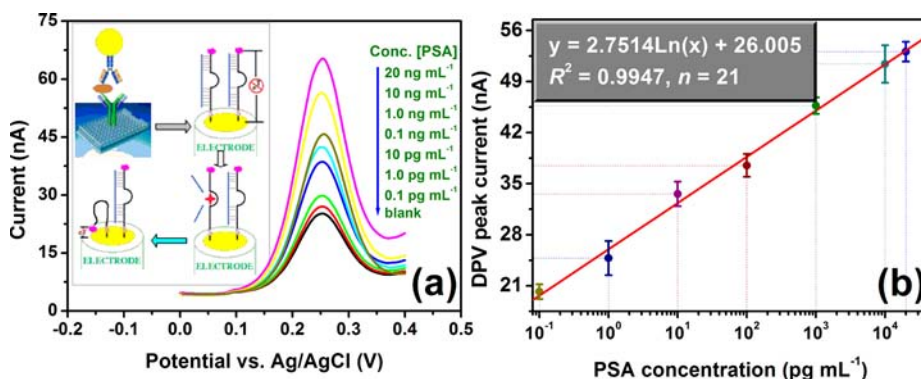 75
60
45
30
15
0
Current (nA)
-0.2 -0.1 0.0 0.1 0.2 0.3 0.4 0.5
Potential vs. Ag/AgCl (V)
ELECTRODE
ELECTRODE
ELECTRODE
Conc. [PSA]
20 ng mL⁻¹
10 ng mL⁻¹
1.0 ng mL⁻¹
0.1 ng mL⁻¹
10 pg mL⁻¹
1.0 pg mL⁻¹
0.1 pg mL⁻¹
blank
(a)
56
49
42
35
28
21
DPV peak current (nA)
y = 2.7514Ln(x) + 26.005
R² = 0.9947, n = 21
(b)
10⁻¹ 10⁰ 10¹ 10² 10³ 10⁴
PSA concentration (pg mL⁻¹)